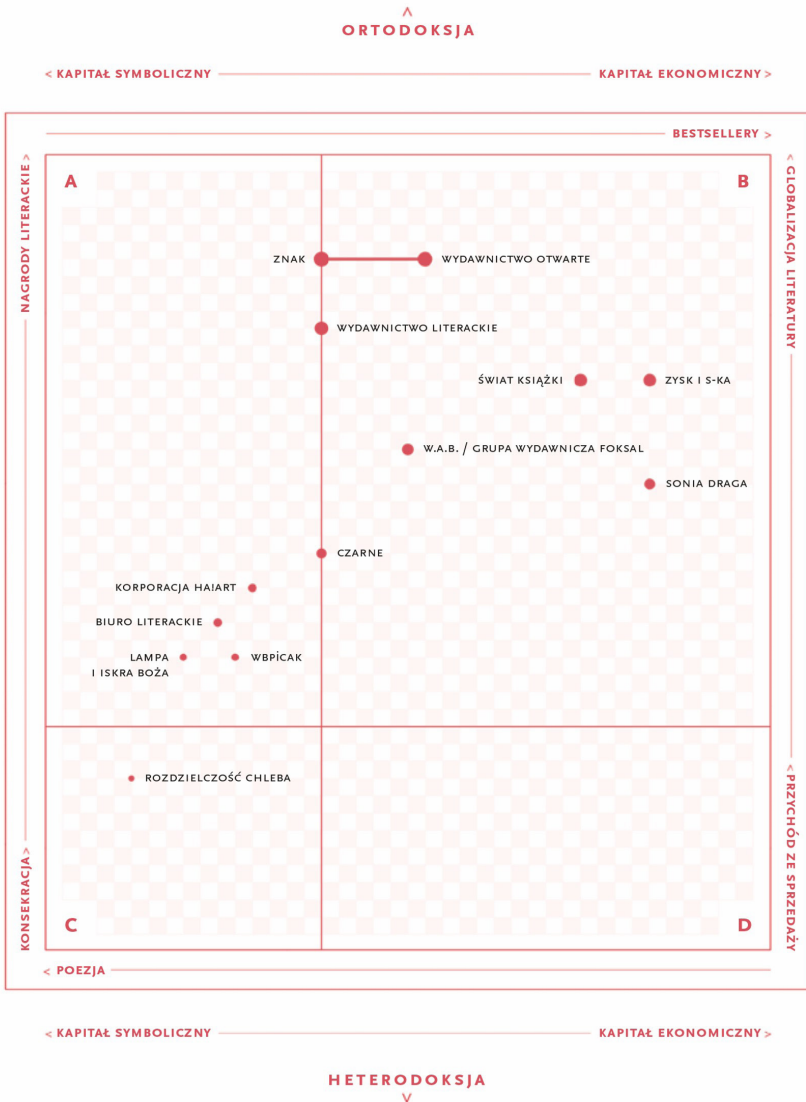 ORTODOKSJA
< KAPITAŁ SYMBOLICZNY KAPITAŁ EKONOMICZNY >
BESTSELLERY >
NAGRODY LITERACKIE >
< GLOBALIZACJA LITERATURY
A
B
ZNAK
WYDAWNICTWO OTWARTE
WYDAWNICTWO LITERACKIE
ŚWIAT KSIĄŻKI
ZYSK I S-KA
W.A.B. / GRUPA WYDAWNICZA FOKSAL
SONIA DRAGA
CZARNE
KORPORACJA HA!ART
BIURO LITERACKIE
LAMPA
I ISKRA BOŻA
WBPICAK
ROZDZIELCZOŚĆ CHLEBA
KONSEKRACJA >
< PRZYCHÓD ZE SPRZEDAŻY
C
D
< POEZJA
< KAPITAŁ SYMBOLICZNY KAPITAŁ EKONOMICZNY >
HETERODOKSJA